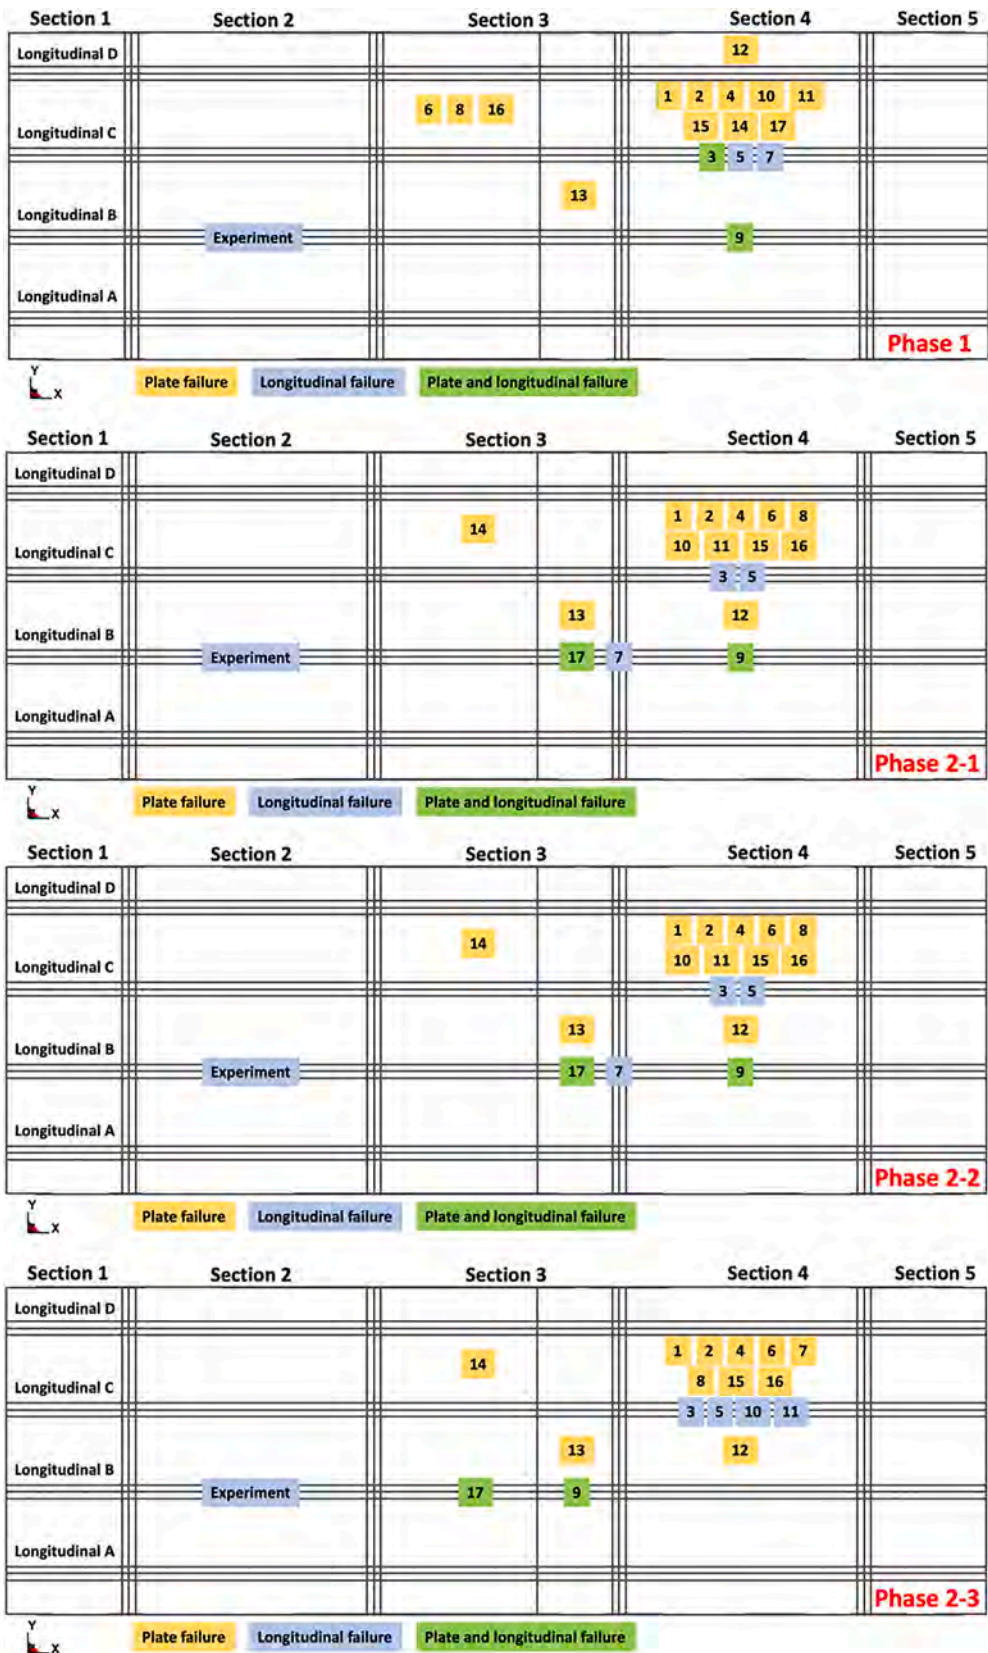 Section 1 Section 2 Section 3 Section 4 Section 5
Longitudinal D 12
1 2 4 10 11
6 8 16
Longitudinal C 15 14 17
3 5 7
13
Longitudinal B
Experiment 9
Longitudinal A
Phase 1
Y
X
Plate failure Longitudinal failure Plate and longitudinal failure
Section 1 Section 2 Section 3 Section 4 Section 5
Longitudinal D
1 2 4 6 8
14
Longitudinal C 10 11 15 16
3 5
13 12
Longitudinal B
Experiment 17 7 9
Longitudinal A
Phase 2-1
Y
X
Plate failure Longitudinal failure Plate and longitudinal failure
Section 1 Section 2 Section 3 Section 4 Section 5
Longitudinal D
1 2 4 6 8
14
Longitudinal C 10 11 15 16
3 5
13 12
Longitudinal B
Experiment 17 7 9
Longitudinal A
Phase 2-2
Y
X
Plate failure Longitudinal failure Plate and longitudinal failure
Section 1 Section 2 Section 3 Section 4 Section 5
Longitudinal D
1 2 4 6 7
14
Longitudinal C 8 15 16
3 5 10 11
13 12
Longitudinal B
Experiment 17 9
Longitudinal A
Phase 2-3
Y
X
Plate failure Longitudinal failure Plate and longitudinal failure